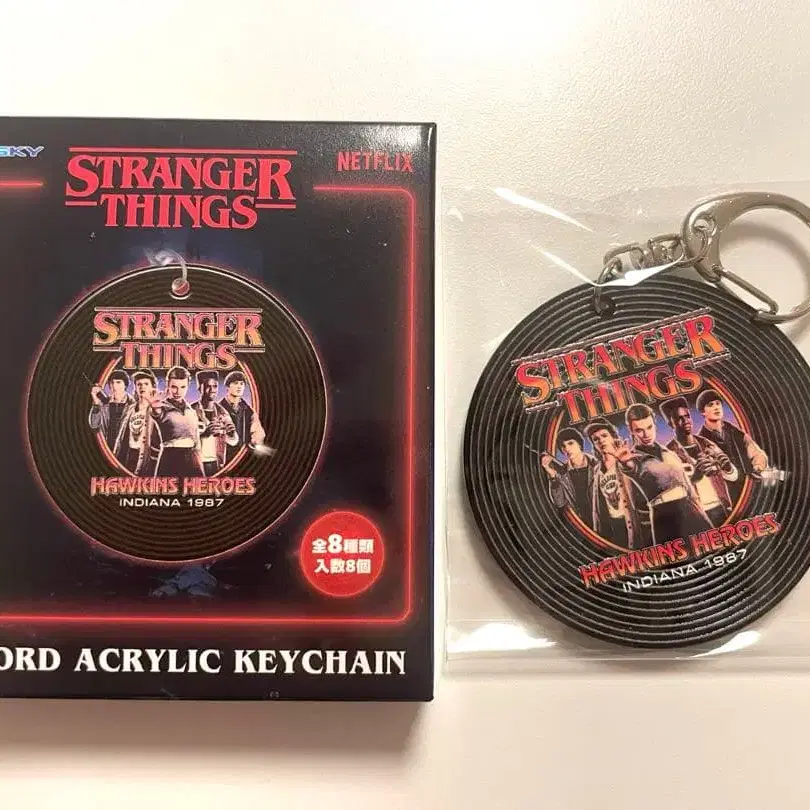 SKY
STRANGER
THINGS
NETFLIX
STRANGER
THINGS
HAWKINS HEROES
INDIANA 1987
全8種類
入数8個
ORD ACRYLIC KEYCHAIN
STRANGER
THINGS
HAWKINS HEROES
INDIANA 1987